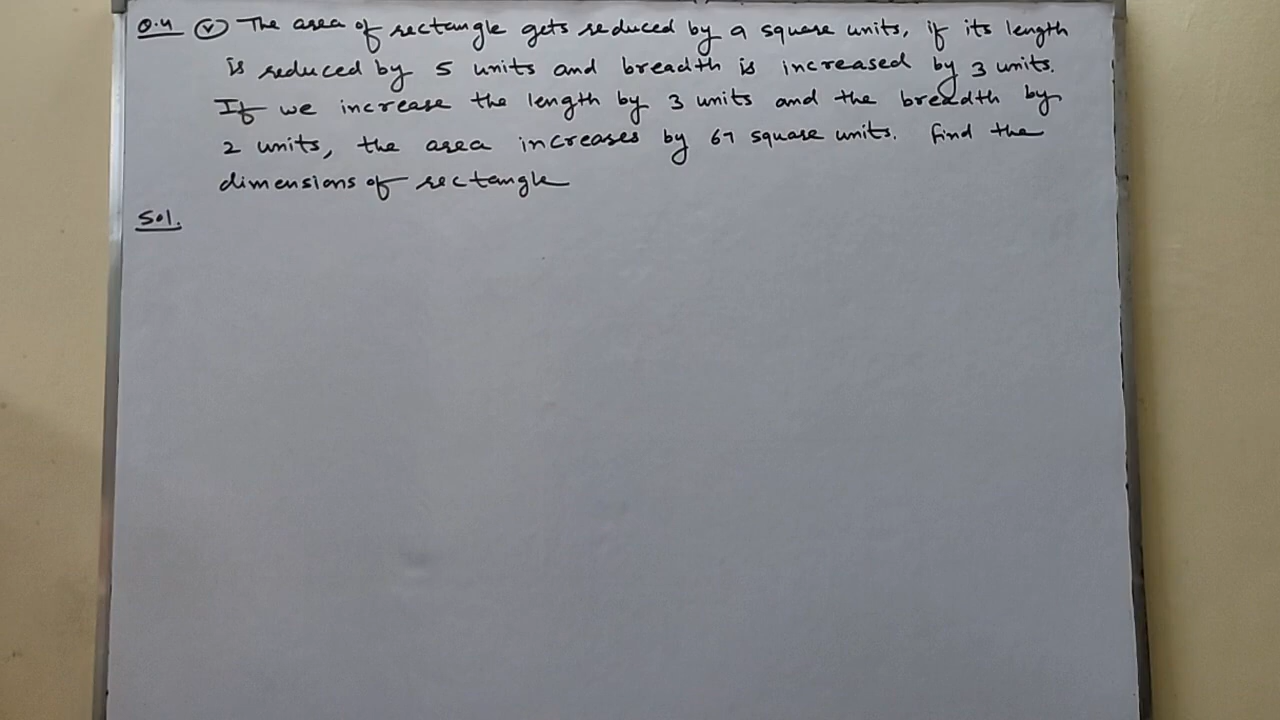 Q.4 (v) The area of rectangle gets reduced by 9 square units, if its length
is reduced by 5 units and breadth is increased by 3 units.
If we increase the length by 3 units and the breadth by
2 units, the area increases by 67 square units. Find the
dimensions of rectangle
Sol.